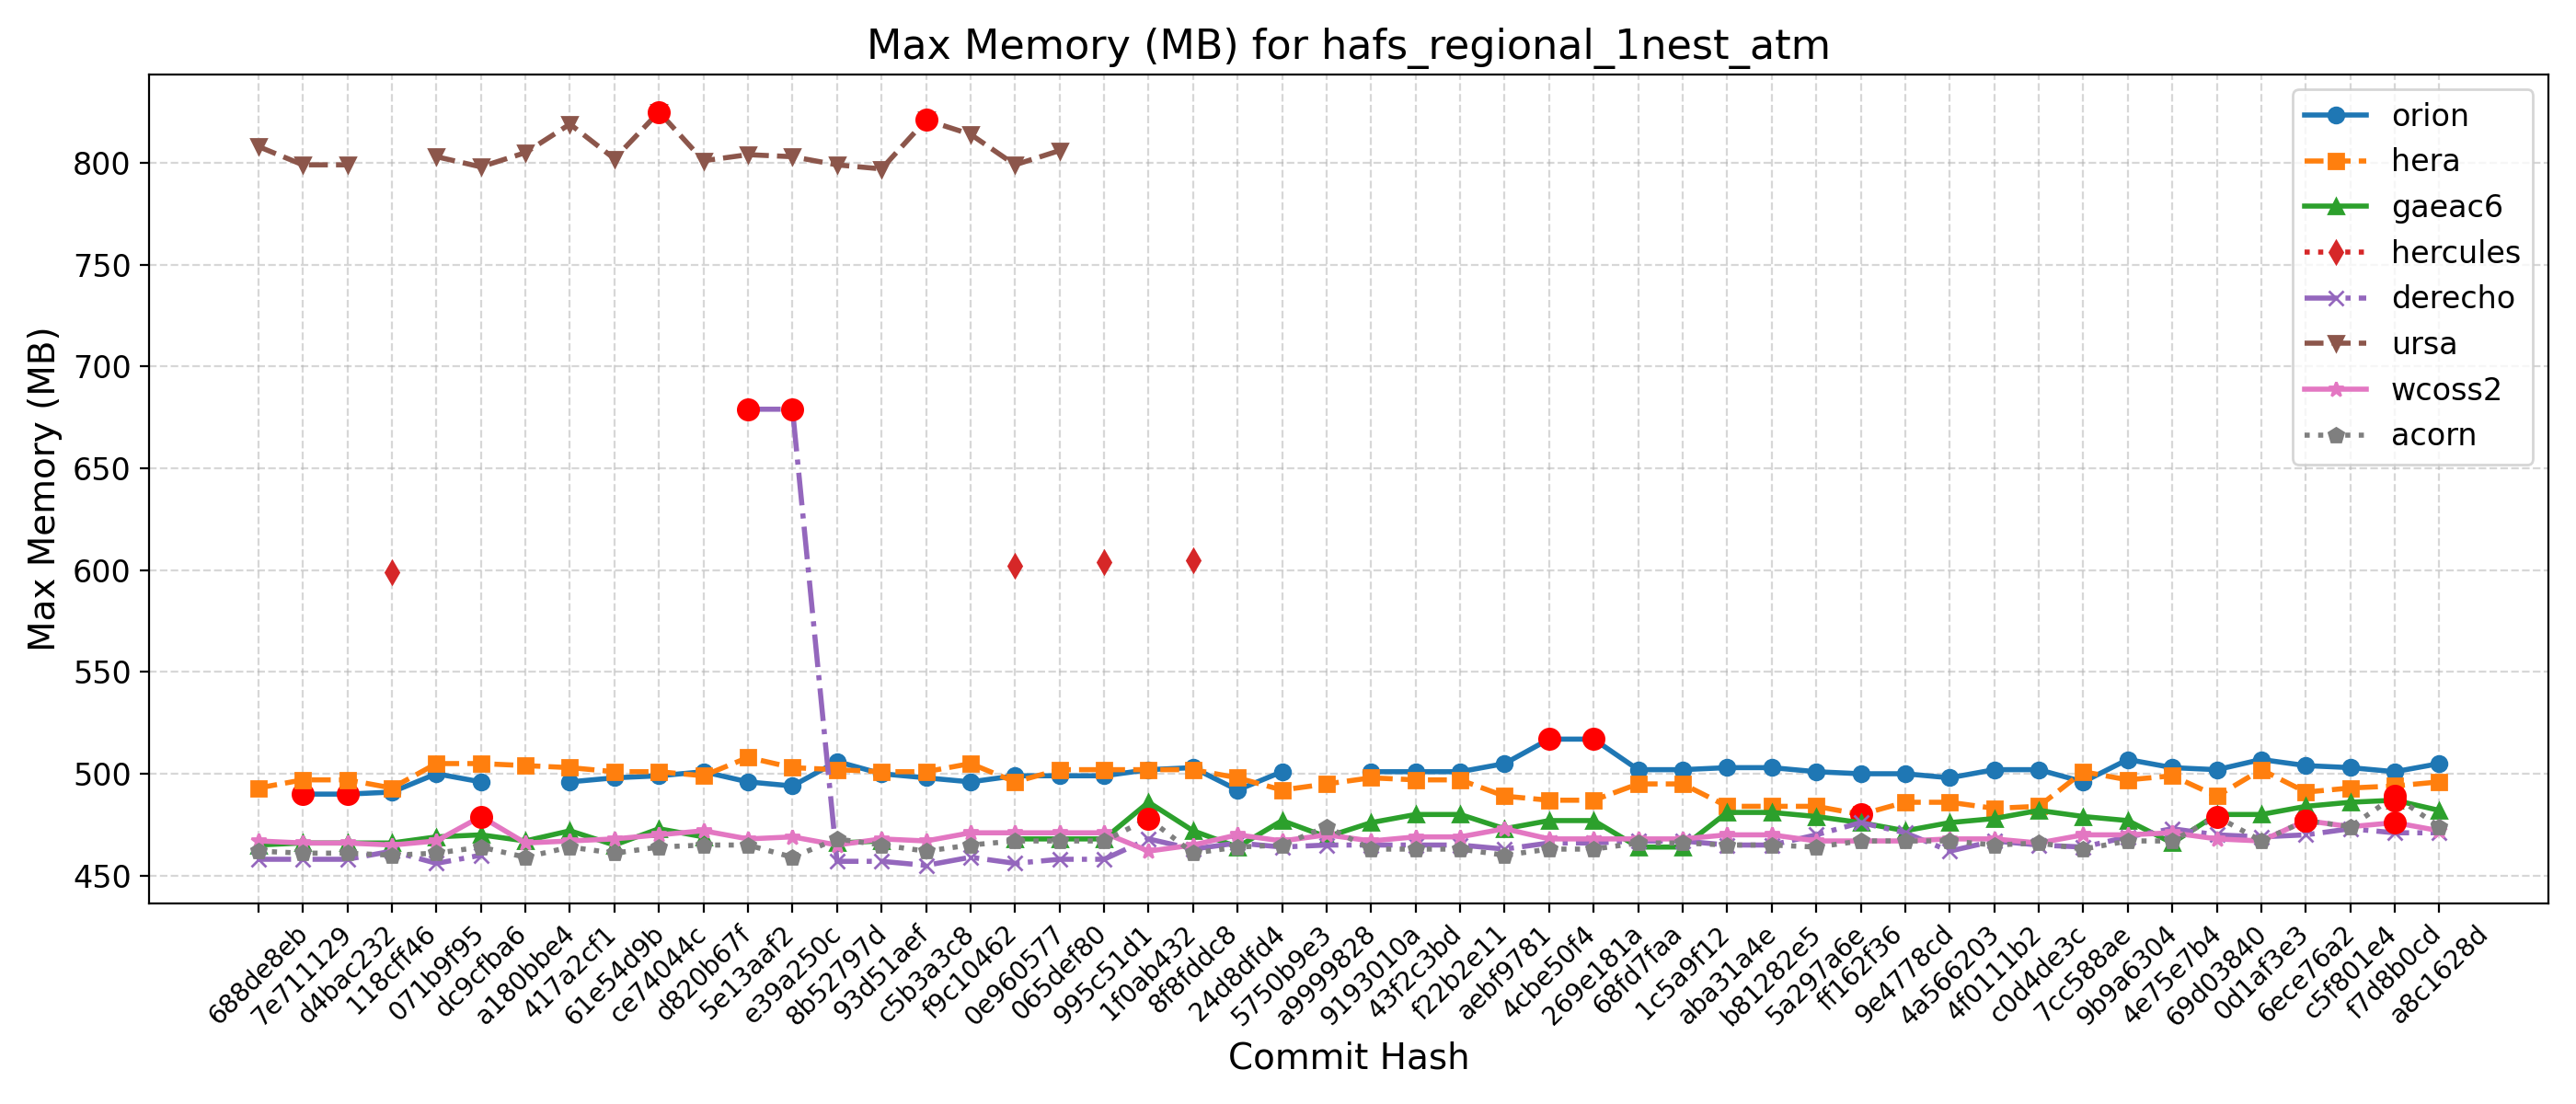 Max Memory (MB) for hafs_regional_1nest_atm
Max Memory (MB)
800
750
700
650
600
550
500
450
orion
hera
gaeac6
hercules
derecho
ursa
wcoss2
acorn
688de8eb
7e711129
d4bac232
118cff46
071b9f95
dc9cfba6
a180bbe4
417a2cf1
61e54d9b
ce74044c
d820b67f
5e13aaf2
e39a250c
8b52797d
93d51aef
c5b3a3c8
f9c10462
0e960577
065def80
995c51d1
1f0ab432
8f8fddc8
24d8dfd4
5750b9e3
a9999828
9193010a
43f2c3bd
f22b2e11
aebf9781
4cbe50f4
269e181a
68fd7faa
1c5a9f12
aba31a4e
b81282e5
5a297a6e
ff162f36
9e4778cd
4a566203
4f0111b2
c0d4de3c
7cc588ae
9b9a6304
4e75e7b4
69d03840
0d1af3e3
6ece76a2
c5f801e4
f7d8b0cd
a8c1628d
Commit Hash